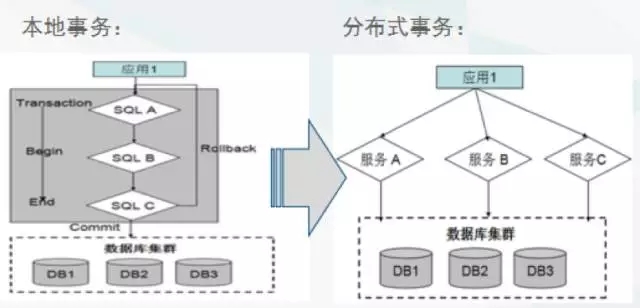 本地事务：
应用1
Transaction
SQL A
Begin
SQL B
Rollback
End
SQL C
Commit
数据库集群
DB1 DB2 DB3
分布式事务：
应用1
服务 A
服务 B
服务C
数据库集群
DB1 DB2 DB3